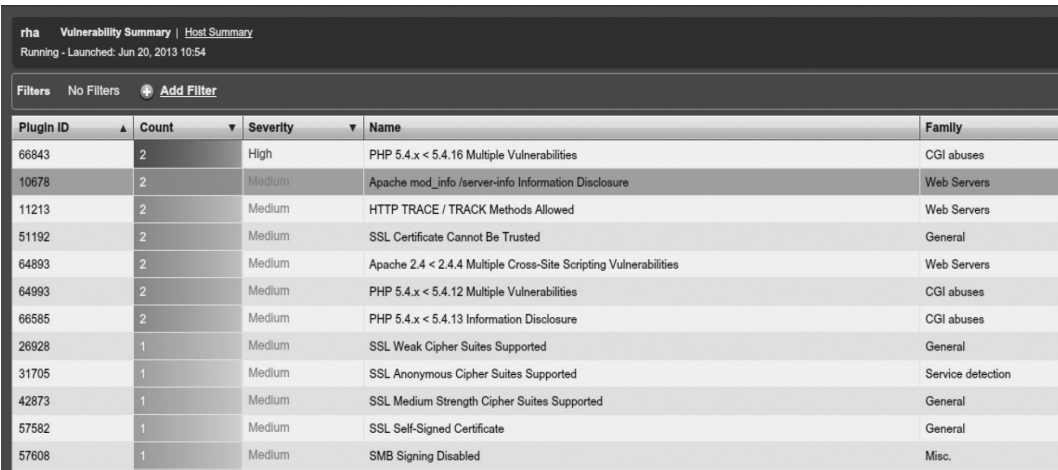 rha Vulnerability Summary | Host Summary
Running - Launched: Jun 20, 2013 10:54
Filters No Filters Add Filter
Plugin ID Count Severity Name Family
66843 2 High PHP 5.4.x < 5.4.16 Multiple Vulnerabilities CGI abuses
10678 2 Medium Apache mod_info /server-info Information Disclosure Web Servers
11213 2 Medium HTTP TRACE / TRACK Methods Allowed Web Servers
51192 2 Medium SSL Certificate Cannot Be Trusted General
64893 2 Medium Apache 2.4 < 2.4.4 Multiple Cross-Site Scripting Vulnerabilities Web Servers
64993 2 Medium PHP 5.4.x < 5.4.12 Multiple Vulnerabilities CGI abuses
66585 2 Medium PHP 5.4.x < 5.4.13 Information Disclosure CGI abuses
26928 1 Medium SSL Weak Cipher Suites Supported General
31705 1 Medium SSL Anonymous Cipher Suites Supported Service detection
42873 1 Medium SSL Medium Strength Cipher Suites Supported General
57582 1 Medium SSL Self-Signed Certificate General
57608 1 Medium SMB Signing Disabled Misc.